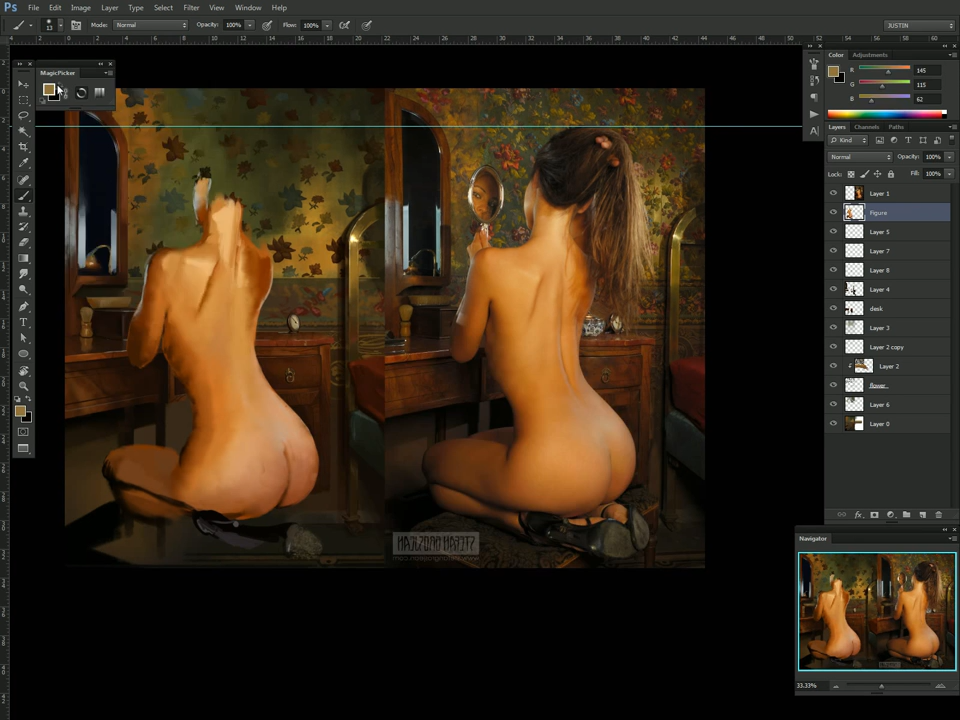 Ps File Edit Image Layer Type Select Filter View Window Help
13 Mode: Normal Opacity: 100% Flow: 100% JUSTIN
MagicPicker
Color Adjustments
R 145
G 115
B 62
Layers Channels Paths
Kind
Normal Opacity: 100%
Lock: Fill: 100%
Layer 1
Figure
Layer 5
Layer 7
Layer 8
Layer 4
desk
Layer 3
Layer 2 copy
Layer 2
flower
Layer 6
Layer 0
fx
Navigator
33.33%